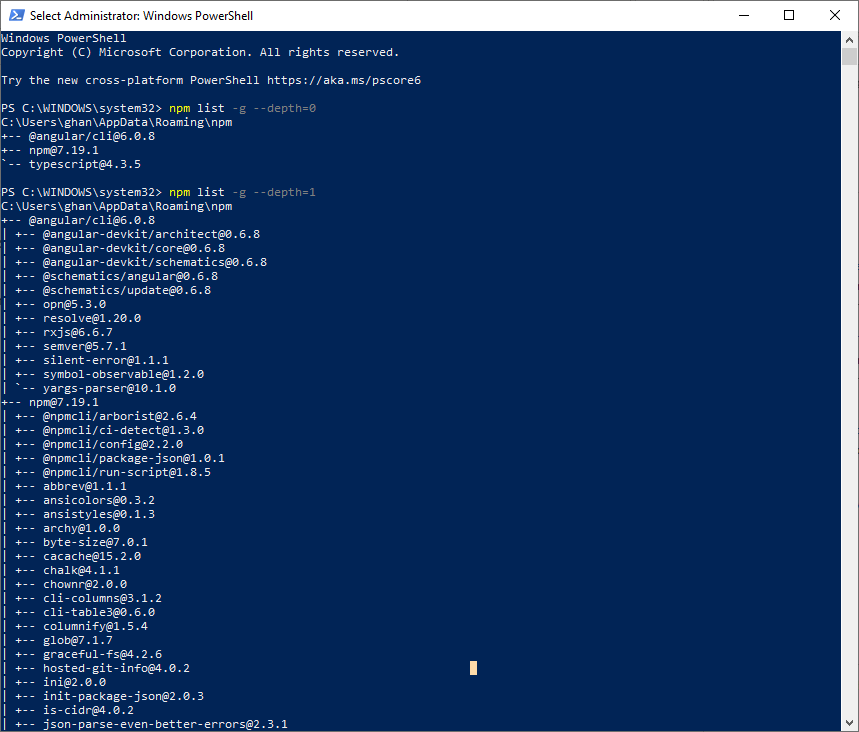 Select Administrator: Windows PowerShell
Windows PowerShell
Copyright (C) Microsoft Corporation. All rights reserved.
Try the new cross-platform PowerShell https://aka.ms/pscore6
PS C:\WINDOWS\system32> npm list -g --depth=0
C:\Users\ghan\AppData\Roaming\npm
+-- @angular/cli@6.0.8
+-- npm@7.19.1
`-- typescript@4.3.5
PS C:\WINDOWS\system32> npm list -g --depth=1
C:\Users\ghan\AppData\Roaming\npm
+-- @angular/cli@6.0.8
| +-- @angular-devkit/architect@0.6.8
| +-- @angular-devkit/core@0.6.8
| +-- @angular-devkit/schematics@0.6.8
| +-- @schematics/angular@0.6.8
| +-- @schematics/update@0.6.8
| +-- opn@5.3.0
| +-- resolve@1.20.0
| +-- rxjs@6.6.7
| +-- semver@5.7.1
| +-- silent-error@1.1.1
| +-- symbol-observable@1.2.0
| `-- yargs-parser@10.1.0
+-- npm@7.19.1
| +-- @npmcli/arborist@2.6.4
| +-- @npmcli/ci-detect@1.3.0
| +-- @npmcli/config@2.2.0
| +-- @npmcli/package-json@1.0.1
| +-- @npmcli/run-script@1.8.5
| +-- abbrev@1.1.1
| +-- ansicolors@0.3.2
| +-- ansistyles@0.1.3
| +-- archy@1.0.0
| +-- byte-size@7.0.1
| +-- cacache@15.2.0
| +-- chalk@4.1.1
| +-- chownr@2.0.0
| +-- cli-columns@3.1.2
| +-- cli-table3@0.6.0
| +-- columnify@1.5.4
| +-- glob@7.1.7
| +-- graceful-fs@4.2.6
| +-- hosted-git-info@4.0.2
| +-- ini@2.0.0
| +-- init-package-json@2.0.3
| +-- is-cidr@4.0.2
| +-- json-parse-even-better-errors@2.3.1